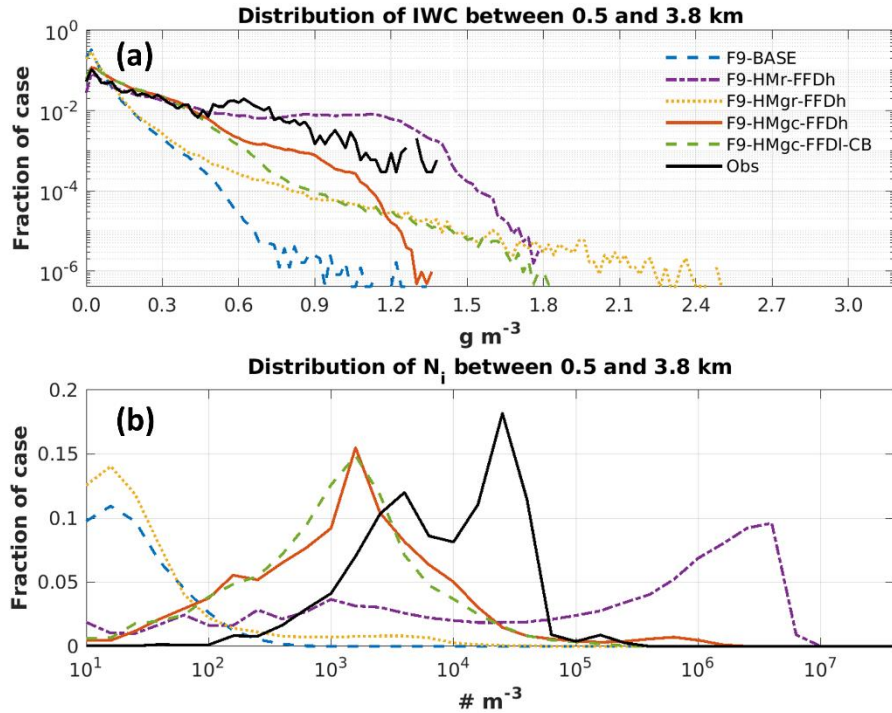 Distribution of IWC between 0.5 and 3.8 km
(a)
Fraction of case
10^0
10^-2
10^-4
10^-6
F9-BASE
F9-HMr-FFDh
F9-HMgr-FFDh
F9-HMgc-FFDh
F9-HMgc-FFDl-CB
Obs
0.0 0.3 0.6 0.9 1.2 1.5 1.8 2.1 2.4 2.7 3.0
g m^-3
Distribution of N_i between 0.5 and 3.8 km
(b)
Fraction of case
0.2
0.15
0.1
0.05
0
10^1 10^2 10^3 10^4 10^5 10^6 10^7
# m^-3